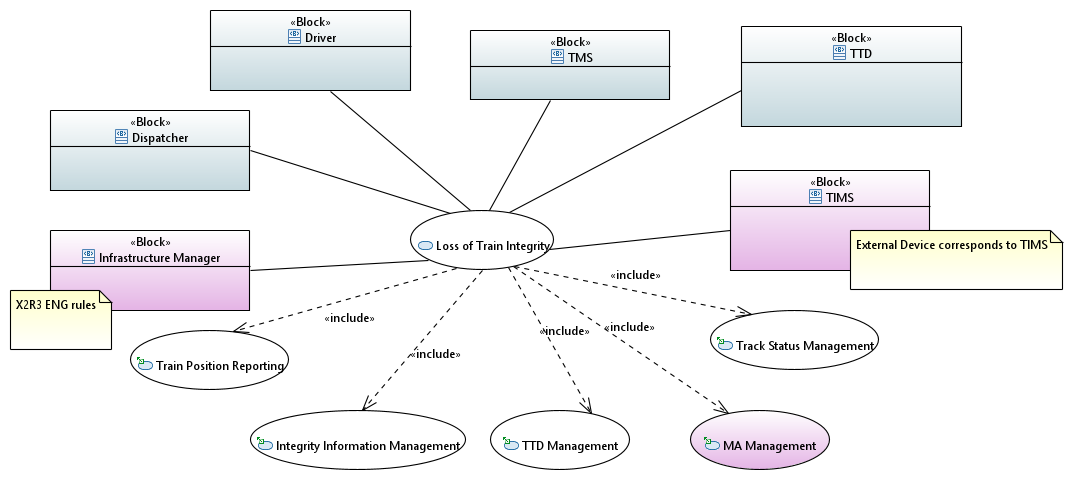 «Block»
Driver
«Block»
TMS
«Block»
TTD
«Block»
Dispatcher
«Block»
TIMS
«Block»
Infrastructure Manager
Loss of Train Integrity
External Device corresponds to TIMS
X2R3 ENG rules
«include»
«include»
«include»
«include»
«include»
Train Position Reporting
Track Status Management
Integrity Information Management
TTD Management
MA Management